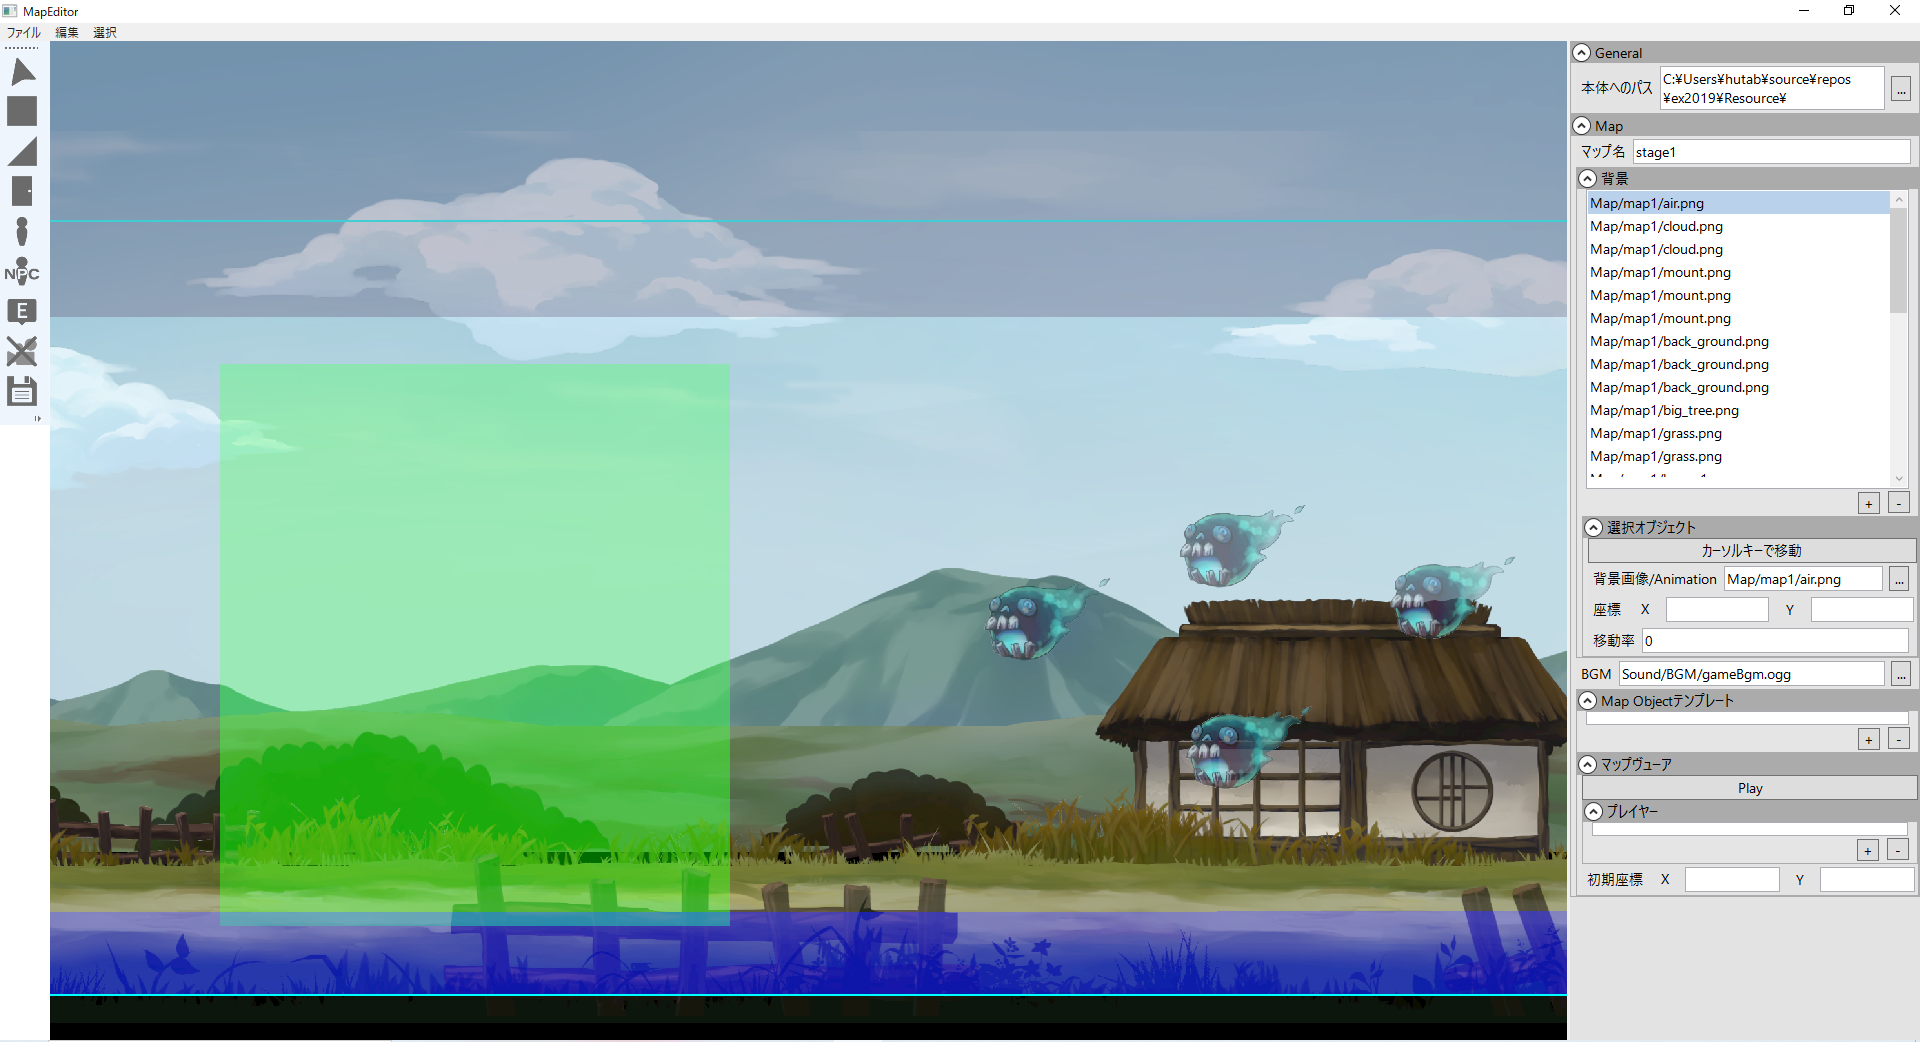 MapEditor
ファイル 編集 選択
NPC
E
General
本体へのパス C:¥Users¥hutab¥source¥repos
¥ex2019¥Resource¥ ...
Map
マップ名 stage1
背景
Map/map1/air.png
Map/map1/cloud.png
Map/map1/cloud.png
Map/map1/mount.png
Map/map1/mount.png
Map/map1/mount.png
Map/map1/back_ground.png
Map/map1/back_ground.png
Map/map1/back_ground.png
Map/map1/big_tree.png
Map/map1/grass.png
Map/map1/grass.png
+ -
選択オブジェクト
カーソルキーで移動
背景画像/Animation Map/map1/air.png ...
座標 X Y
移動率 0
BGM Sound/BGM/gameBgm.ogg ...
Map Objectテンプレート
+ -
マップヴューア
Play
プレイヤー
+ -
初期座標 X Y